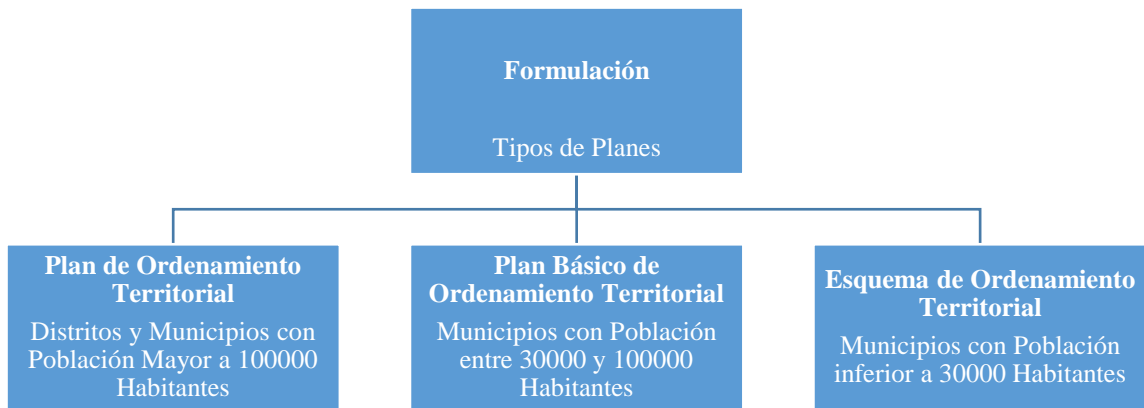 Formulación
Tipos de Planes
Plan de Ordenamiento
Territorial
Distritos y Municipios con
Población Mayor a 100000
Habitantes
Plan Básico de
Ordenamiento Territorial
Municipios con Población
entre 30000 y 100000
Habitantes
Esquema de Ordenamiento
Territorial
Municipios con Población
inferior a 30000 Habitantes